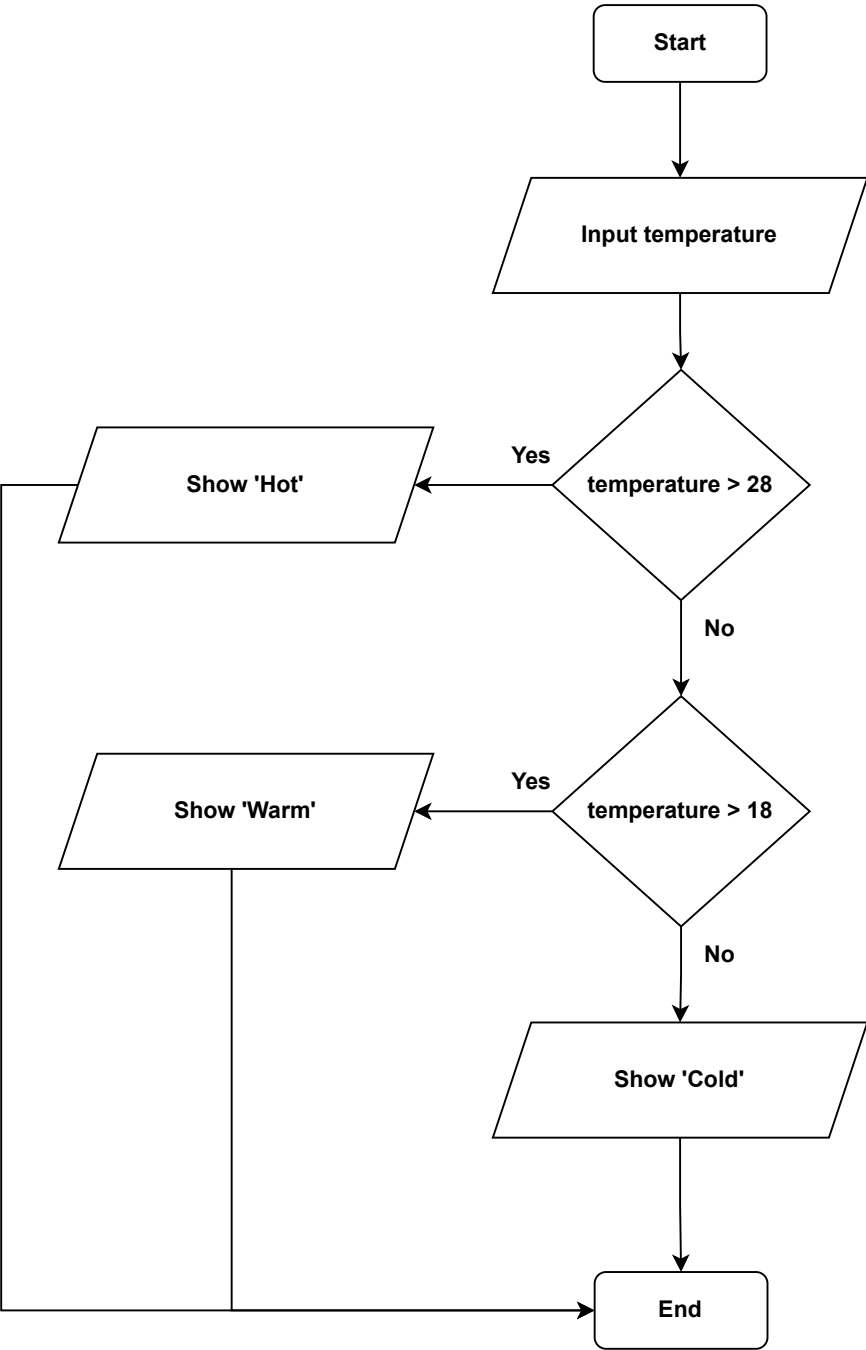 Start
Input temperature
Yes
temperature > 28
Show 'Hot'
No
Yes
temperature > 18
Show 'Warm'
No
Show 'Cold'
End